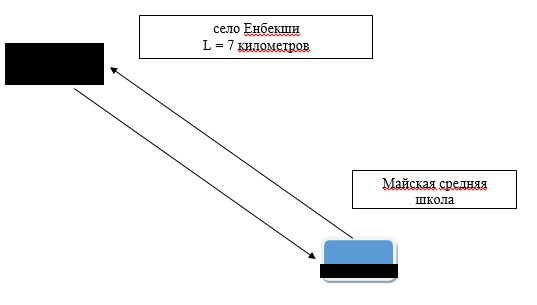 село Енбекши
L = 7 километров
Майская средняя
школа